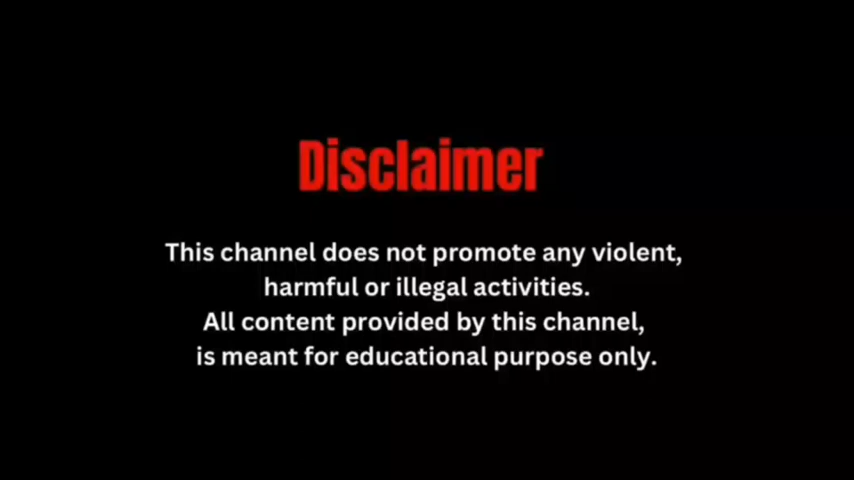 Disclaimer
This channel does not promote any violent,
harmful or illegal activities.
All content provided by this channel,
is meant for educational purpose only.